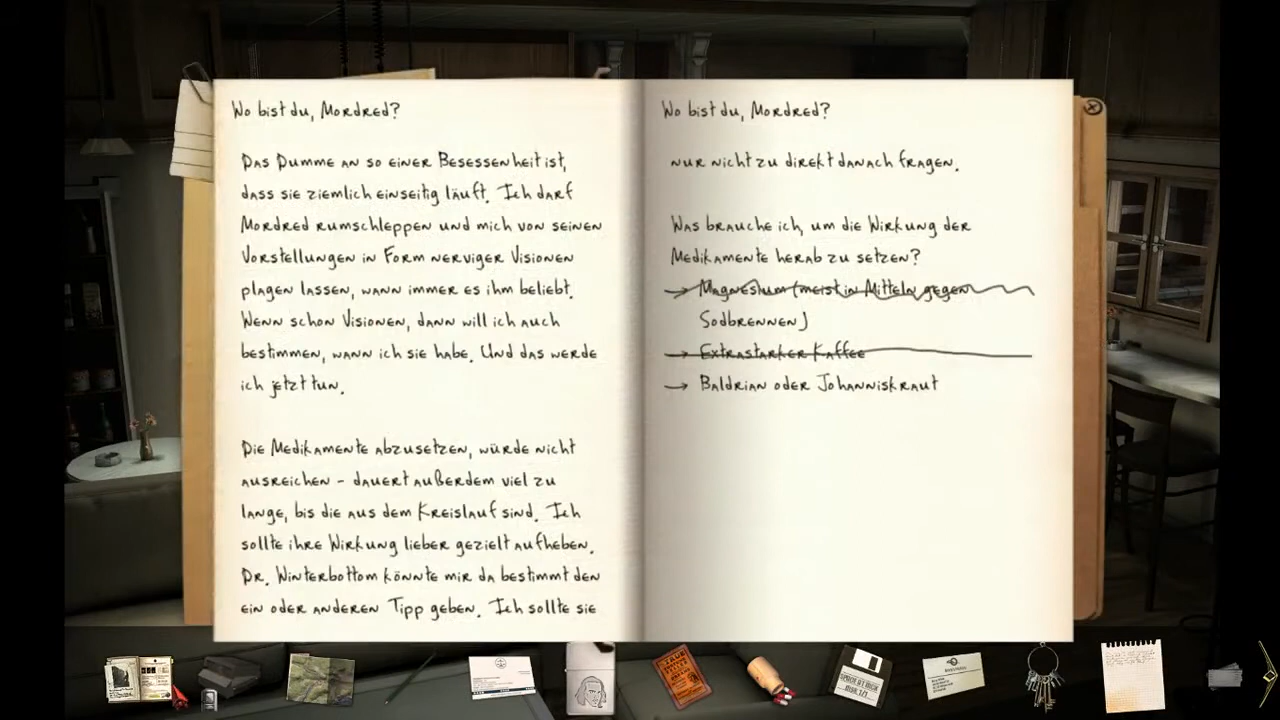 Wo bist du, Mordred?
Das Dumme an so einer Besessenheit ist,
dass sie ziemlich einseitig läuft. Ich darf
Mordred rumschleppen und mich von seinen
Vorstellungen in Form nerviger Visionen
plagen lassen, wann immer es ihm beliebt.
Wenn schon Visionen, dann will ich auch
bestimmen, wann ich sie habe. Und das werde
ich jetzt tun.
Die Medikamente abzusetzen, würde nicht
ausreichen - dauert außerdem viel zu
lange, bis die aus dem Kreislauf sind. Ich
sollte ihre Wirkung lieber gezielt aufheben.
Dr. Winterbottom könnte mir da bestimmt den
ein oder anderen Tipp geben. Ich sollte sie
Wo bist du, Mordred?
nur nicht zu direkt danach fragen.
Was brauche ich, um die Wirkung der
Medikamente herab zu setzen?
→ Magnesium (meist in Mitteln gegen
Sodbrennen)
→ Extrastarker Kaffee
→ Baldrian oder Johanniskraut